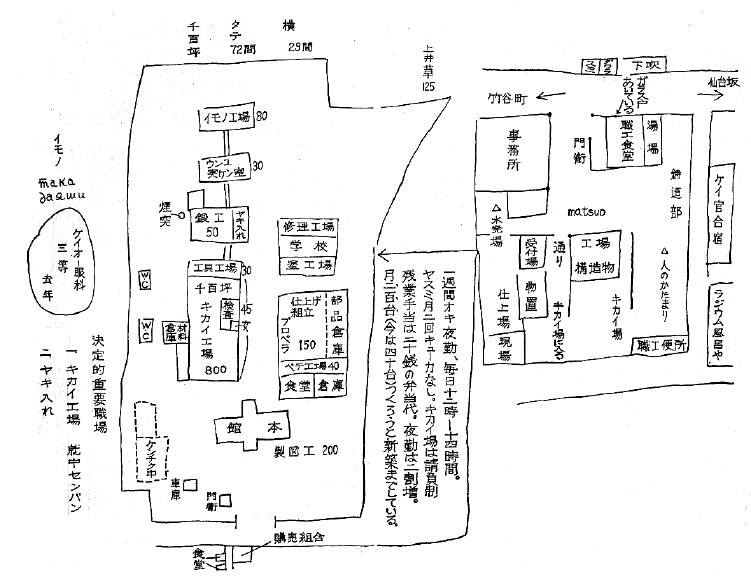 横 29間
タテ 72間
千百坪
上井草 125
イモノ工場 80
ウンユ
実ケン室 30
煙突
鍛工 50
ヤキ入れ
修理工場
学校
塗工場
工具工場 30
千百坪
キカイ工場 800
検査 45
女
材料
倉庫
WC
WC
仕上げ
組立 150
プロペラ
部品倉庫
ベテ工場 40
食堂
倉庫
本館
製図工 200
ケンチク中
車庫
門衛
購売組合
食堂
イモノ
maka
ケイオー眼科
三等
去年
決定的重要職場
一 キカイ工場 就中センバン
二 ヤキ入れ
下吹
仙台坂
竹谷町
ガラス戸
あいている
事務所
門衛
職工食堂
湯場
鋳造部
ケイ官合宿
△水発場
matsuo
受付場
通り
工場
構造物
△人のかたまり
物置
仕上場
キカイ場に入る
キカイ場
現場
職工便所
ラジウム風呂や
一週間オキ夜勤、毎日十二時―十四時間。
ヤスミ月二回キューカなし。キカイ場は請負制
残業手当は二十銭の弁当代。夜勤は二割増。
月二百台(今は四十台)つくろうと新築までしている。